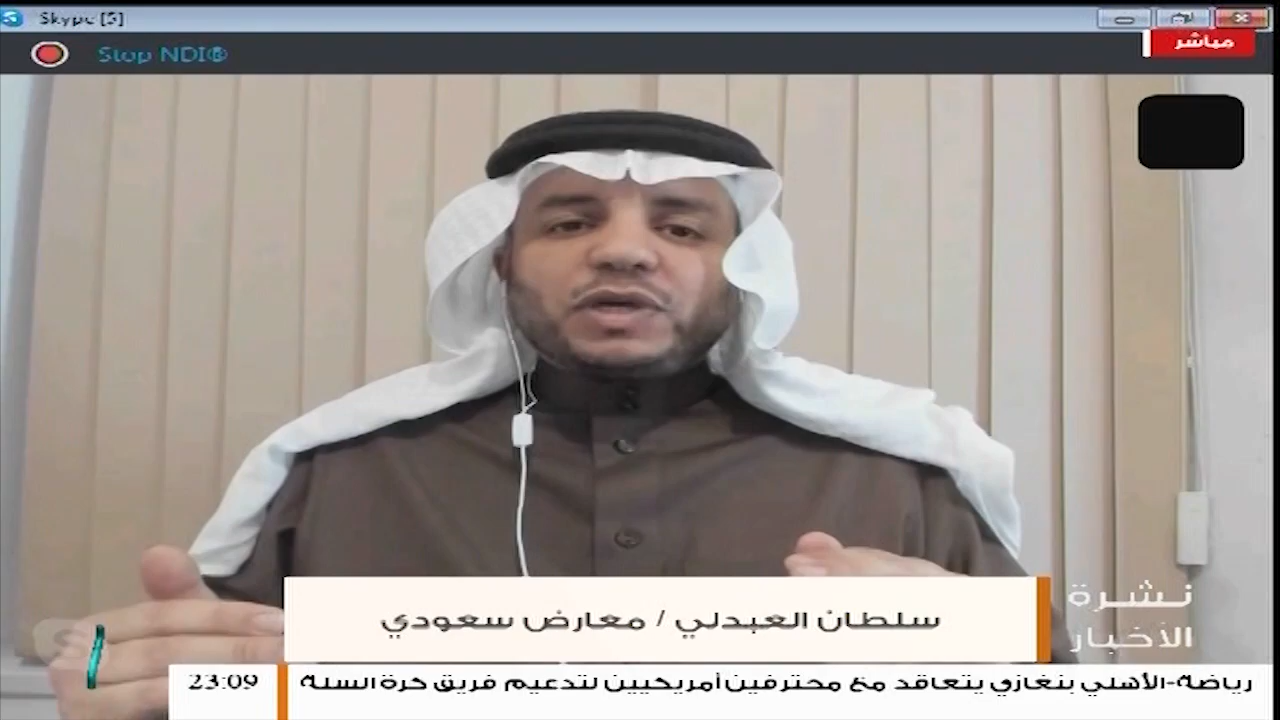 Skype [5]
Stop NDI®
مباشر
سلطان العبدلي / معارض سعودي
نشرة
الأخبار
23:09
رياضة-الأهلي بنغازي يتعاقد مع محترفين أمريكيين لتدعيم فريق كرة السلة